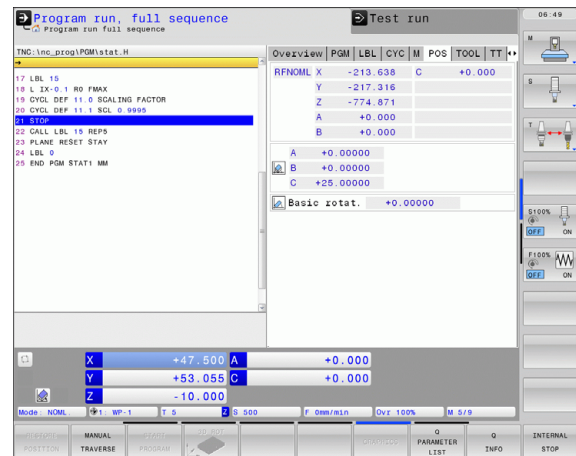 Program run, full sequence
Program run full sequence
Test run
06:49
TNC:\nc_prog\PGM\stat.H
17 LBL 15
18 L IX-0.1 R0 FMAX
19 CYCL DEF 11.0 SCALING FACTOR
20 CYCL DEF 11.1 SCL 0.9995
21 STOP
22 CALL LBL 15 REP5
23 PLANE RESET STAY
24 LBL 0
25 END PGM STAT1 MM
Overview PGM LBL CYC M POS TOOL TT
RFNOML X -213.638 C +0.000
Y -217.316
Z -774.871
A +0.000
B +0.000
A +0.00000
B +0.00000
C +25.00000
Basic rotat. +0.00000
M
S
T
S100%
OFF ON
F100%
OFF ON
X +47.500 A +0.000
Y +53.055 C +0.000
Z -10.000
Mode: NOML. 1: WP-1 T 5 Z S 500 F 0mm/min Ovr 100% M 5/9
RESTORE POSITION
MANUAL TRAVERSE
START PROGRAM
3D ROT
Q PARAMETER LIST
Q INFO
INTERNAL STOP